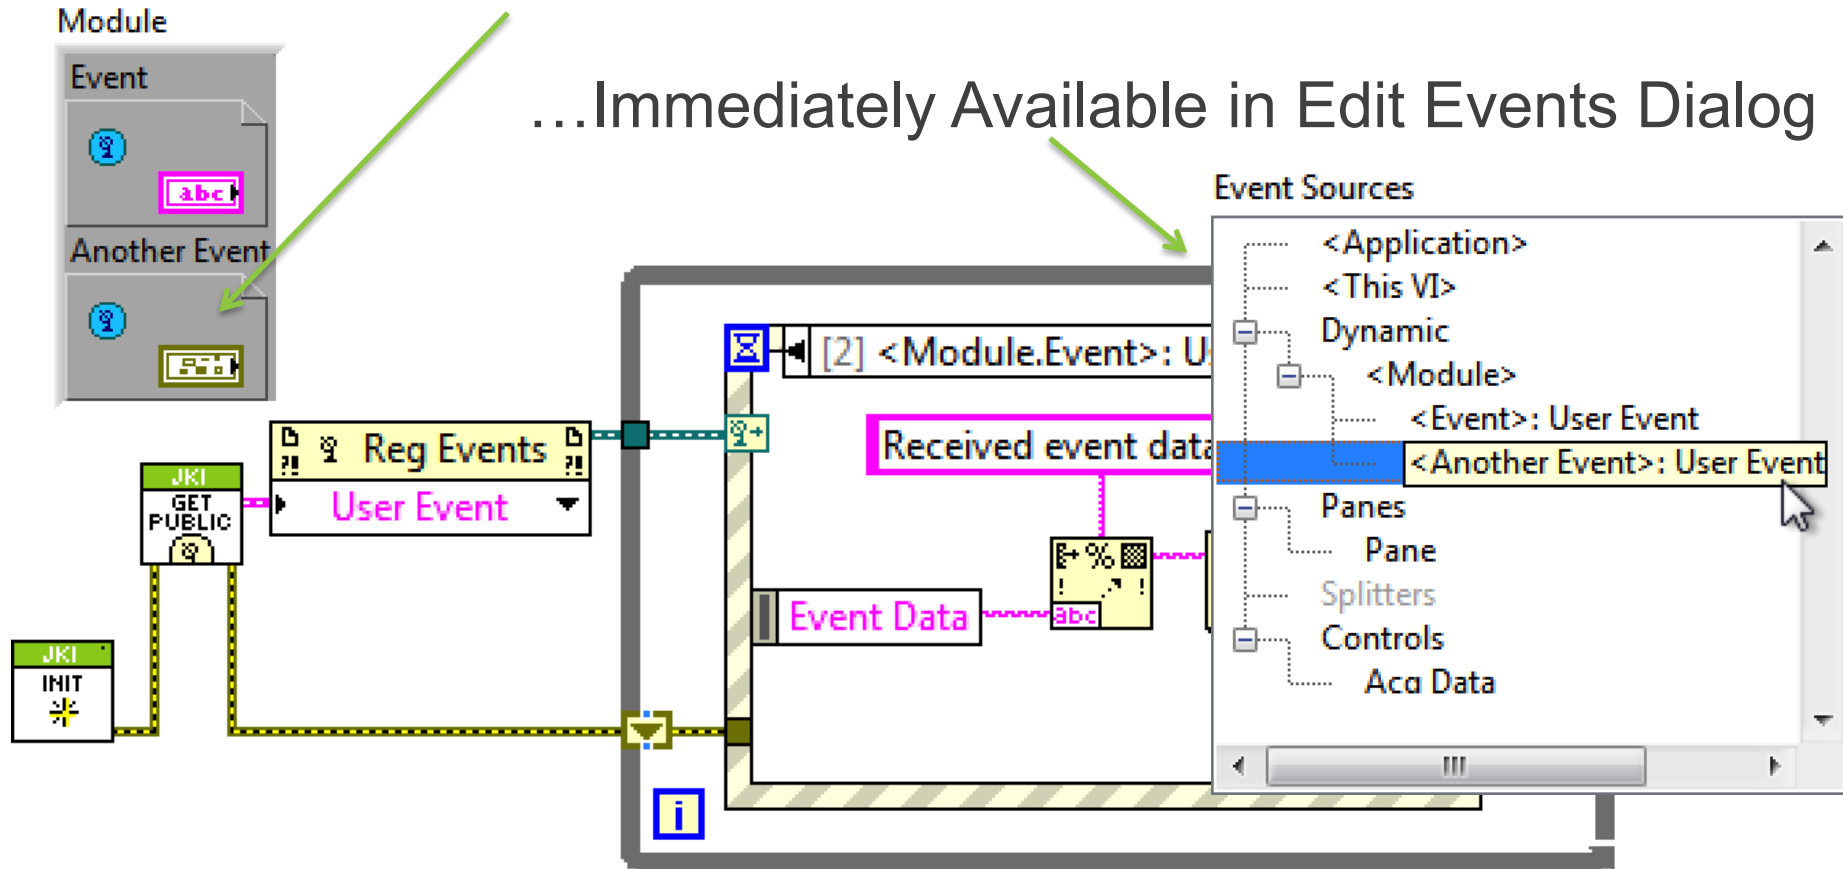 Module
Event
abc
Another Event
…Immediately Available in Edit Events Dialog
Event Sources
<Application>
<This VI>
Dynamic
<Module>
<Event>: User Event
<Another Event>: User Event
Panes
Pane
Splitters
Controls
Acq Data
[2] <Module.Event>: U
Received event data
Reg Events
User Event
JKI
GET
PUBLIC
Event Data
abc
JKI
INIT
i